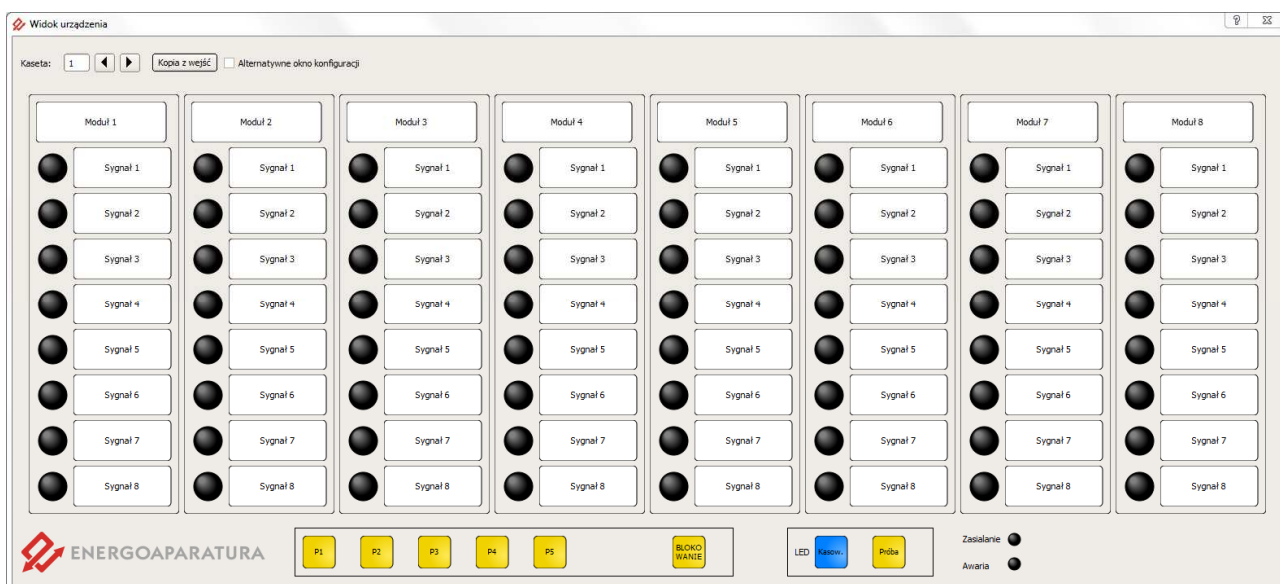 Widok urządzenia
Kaseta: 1 Kopia z wejść Alternatywne okno konfiguracji
Moduł 1 Moduł 2 Moduł 3 Moduł 4 Moduł 5 Moduł 6 Moduł 7 Moduł 8
Sygnał 1 Sygnał 1 Sygnał 1 Sygnał 1 Sygnał 1 Sygnał 1 Sygnał 1 Sygnał 1
Sygnał 2 Sygnał 2 Sygnał 2 Sygnał 2 Sygnał 2 Sygnał 2 Sygnał 2 Sygnał 2
Sygnał 3 Sygnał 3 Sygnał 3 Sygnał 3 Sygnał 3 Sygnał 3 Sygnał 3 Sygnał 3
Sygnał 4 Sygnał 4 Sygnał 4 Sygnał 4 Sygnał 4 Sygnał 4 Sygnał 4 Sygnał 4
Sygnał 5 Sygnał 5 Sygnał 5 Sygnał 5 Sygnał 5 Sygnał 5 Sygnał 5 Sygnał 5
Sygnał 6 Sygnał 6 Sygnał 6 Sygnał 6 Sygnał 6 Sygnał 6 Sygnał 6 Sygnał 6
Sygnał 7 Sygnał 7 Sygnał 7 Sygnał 7 Sygnał 7 Sygnał 7 Sygnał 7 Sygnał 7
Sygnał 8 Sygnał 8 Sygnał 8 Sygnał 8 Sygnał 8 Sygnał 8 Sygnał 8 Sygnał 8
ENERGOAPARATURA P1 P2 P3 P4 P5 BLOKO
WANIE
LED Kasow. Próba
Zasialanie
Awaria